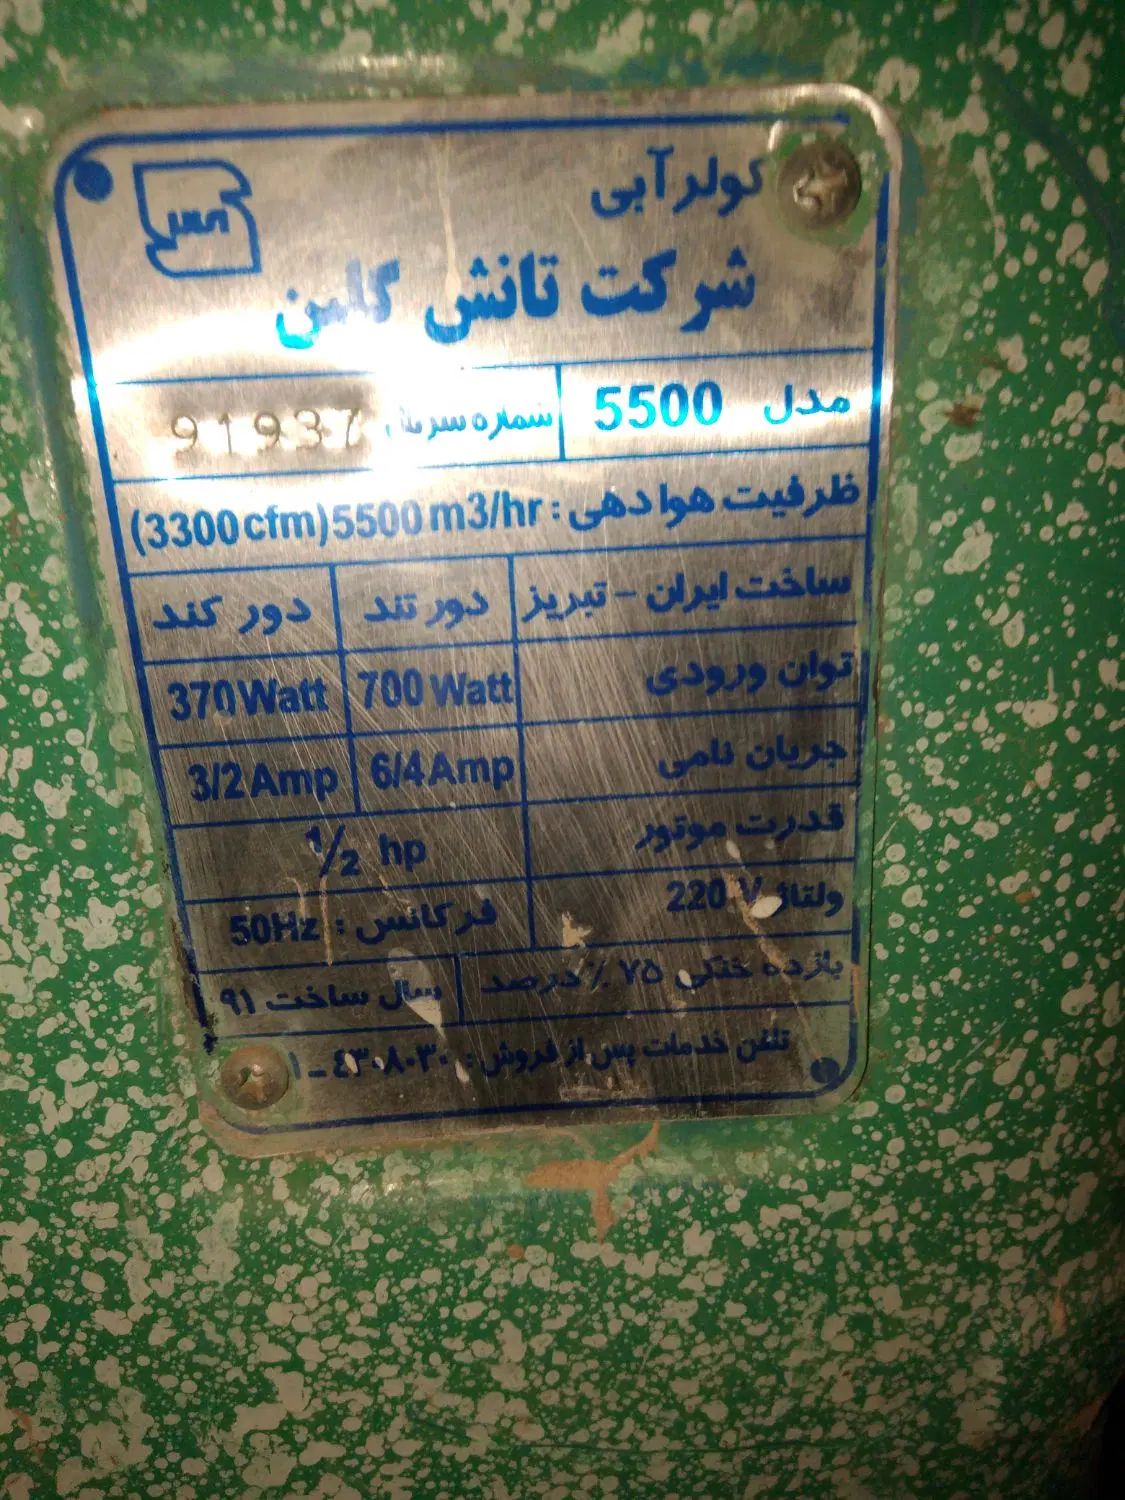 کولر آبی
شرکت تانش کلین
مدل 5500 شماره سریال 91937
ظرفیت هوادهی : 5500 m3/hr (3300 cfm)
ساخت ایران - تبریز دور تند دور کند
توان ورودی 700 Watt 370 Watt
جریان نامی 6/4 Amp 3/2 Amp
قدرت موتور 1/2 hp
ولتاژ 220 V فرکانس : 50Hz
بازده خنکی ۷۵ ٪ درصد سال ساخت ۹۱
تلفن خدمات پس از فروش :